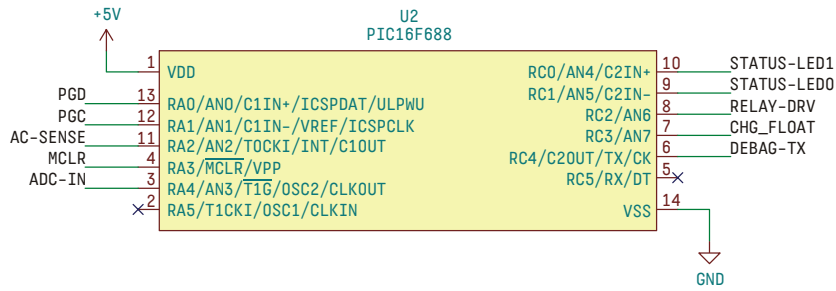 +5V
U2
PIC16F688
1 VDD
PGD 13 RA0/AN0/C1IN+/ICSPDAT/ULPWU
PGC 12 RA1/AN1/C1IN-/VREF/ICSPCLK
AC-SENSE 11 RA2/AN2/T0CKI/INT/C1OUT
MCLR 4 RA3/MCLR/VPP
ADC-IN 3 RA4/AN3/T1G/OSC2/CLKOUT
2 RA5/T1CKI/OSC1/CLKIN
RC0/AN4/C2IN+ 10 STATUS-LED1
RC1/AN5/C2IN- 9 STATUS-LED0
RC2/AN6 8 RELAY-DRV
RC3/AN7 7 CHG_FLOAT
RC4/C2OUT/TX/CK 6 DEBAG-TX
RC5/RX/DT 5
VSS 14
GND